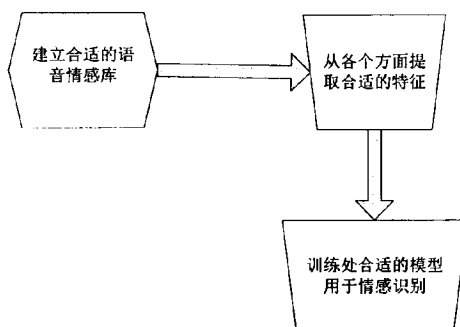 建立合适的语
音情感库
从各个方面提
取合适的特征
训练处合适的模型
用于情感识别